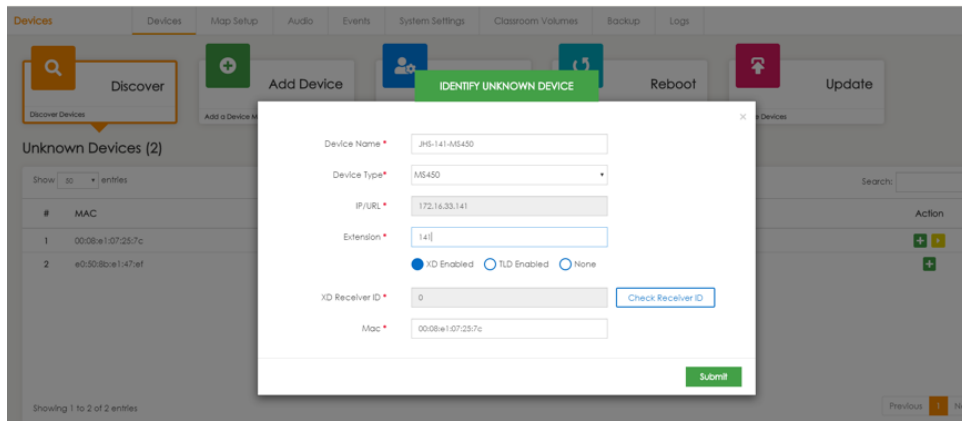 Devices Devices Map Setup Audio Events System Settings Classroom Volumes Backup Logs
Discover Add Device Reboot Update
IDENTIFY UNKNOWN DEVICE
Discover Devices Add a Device M Devices
×
Unknown Devices (2)
Device Name *
JHS-141-MS450
Show 50 entries
Device Type*
MS450
Search:
IP/URL *
172.16.33.141
# MAC Action
Extension *
141
1 00:08:e1:07:25:7c
XD Enabled TLD Enabled None
2 e0:50:8b:e1:47:ef
XD Receiver ID *
0
Check Receiver ID
Mac *
00:08:e1:07:25:7c
Submit
Showing 1 to 2 of 2 entries
Previous 1